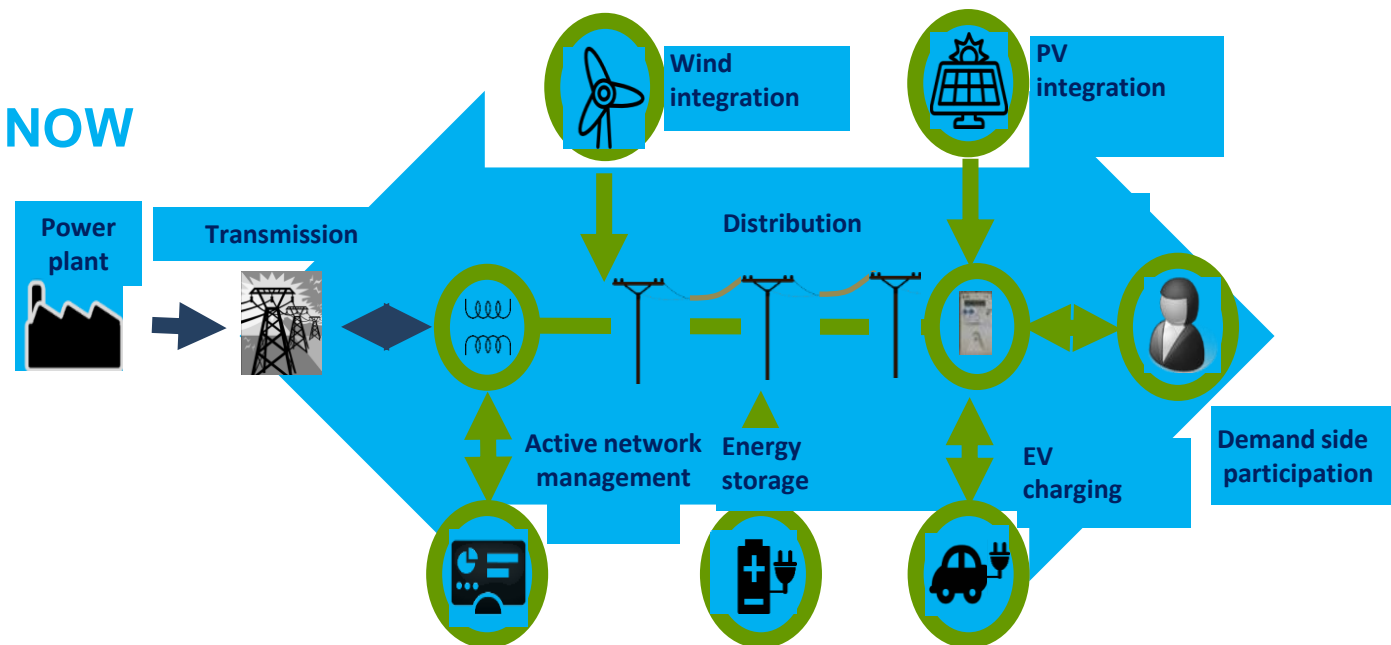 NOW
Wind
integration
PV
integration
Power
plant
Transmission
Distribution
Active network
management
Energy
storage
EV
charging
Demand side
participation